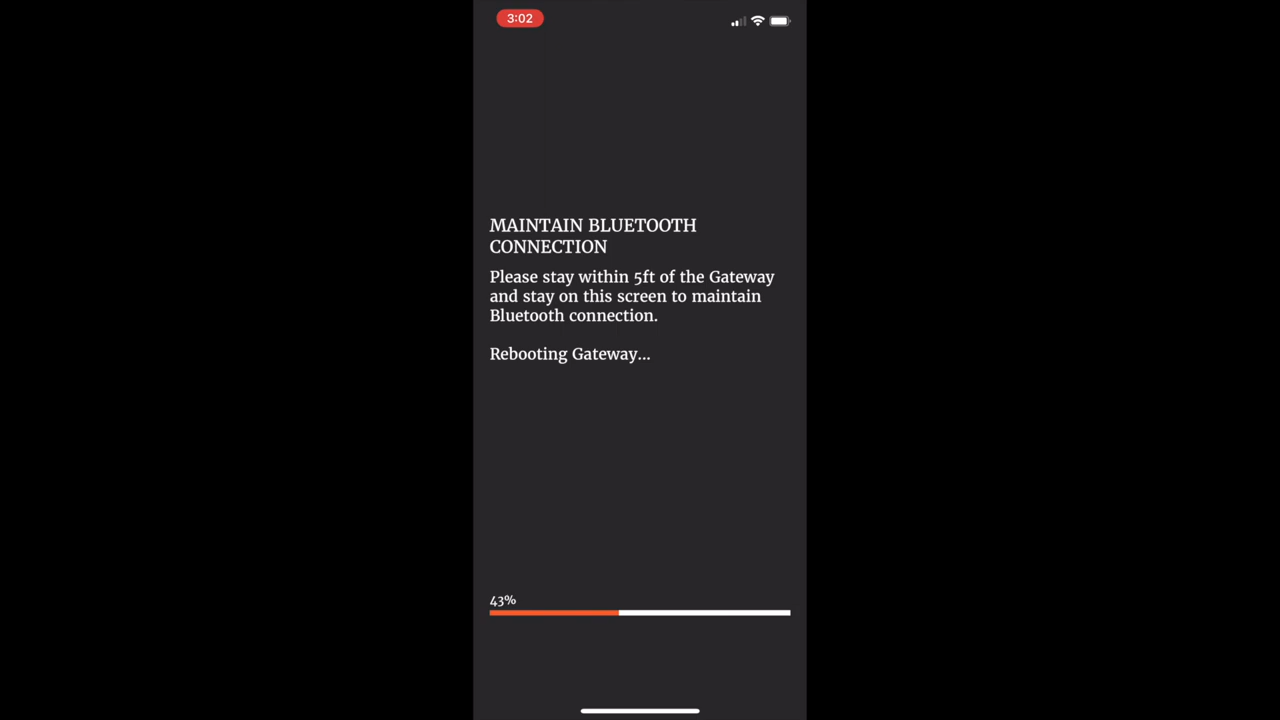 3:02
MAINTAIN BLUETOOTH
CONNECTION
Please stay within 5ft of the Gateway
and stay on this screen to maintain
Bluetooth connection.
Rebooting Gateway...
43%